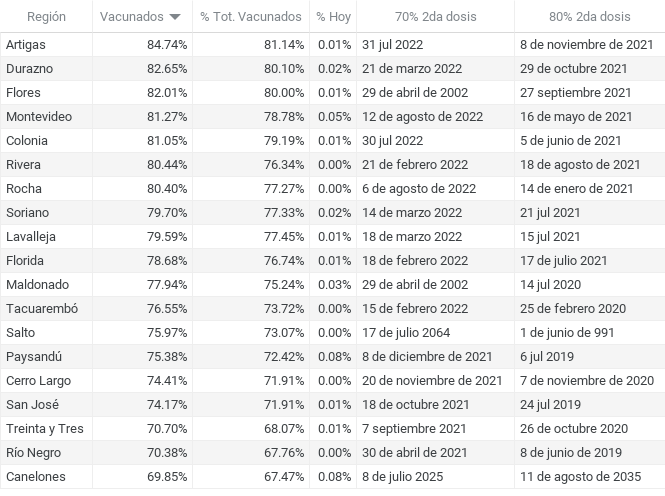 Región Vacunados % Tot. Vacunados % Hoy 70% 2da dosis 80% 2da dosis
Artigas 84.74% 81.14% 0.01% 31 jul 2022 8 de noviembre de 2021
Durazno 82.65% 80.10% 0.02% 21 de marzo 2022 29 de octubre 2021
Flores 82.01% 80.00% 0.01% 29 de abril de 2002 27 septiembre 2021
Montevideo 81.27% 78.78% 0.05% 12 de agosto de 2022 16 de mayo de 2021
Colonia 81.05% 79.19% 0.01% 30 jul 2022 5 de junio de 2021
Rivera 80.44% 76.34% 0.00% 21 de febrero 2022 18 de agosto de 2021
Rocha 80.40% 77.27% 0.00% 6 de agosto de 2022 14 de enero de 2021
Soriano 79.70% 77.33% 0.02% 14 de marzo 2022 21 jul 2021
Lavalleja 79.59% 77.45% 0.01% 18 de marzo 2022 15 jul 2021
Florida 78.68% 76.74% 0.01% 18 de febrero 2022 17 de julio 2021
Maldonado 77.94% 75.24% 0.03% 29 de abril de 2002 14 jul 2020
Tacuarembó 76.55% 73.72% 0.00% 15 de febrero 2022 25 de febrero 2020
Salto 75.97% 73.07% 0.00% 17 de julio 2064 1 de junio de 991
Paysandú 75.38% 72.42% 0.08% 8 de diciembre de 2021 6 jul 2019
Cerro Largo 74.41% 71.91% 0.00% 20 de noviembre 2021 7 de noviembre de 2020
San José 74.17% 71.91% 0.01% 18 de octubre 2021 24 jul 2019
Treinta y Tres 70.70% 68.07% 0.01% 7 septiembre 2021 26 de octubre 2020
Río Negro 70.38% 67.76% 0.00% 30 de abril de 2021 8 de junio de 2019
Canelones 69.85% 67.47% 0.08% 8 de julio 2025 11 de agosto de 2035